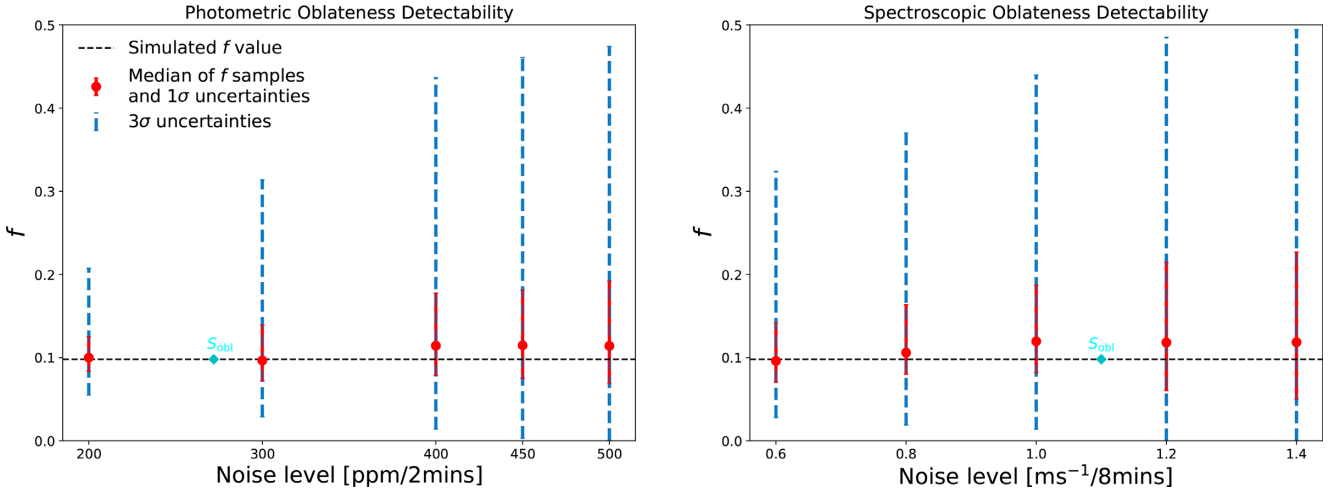 Photometric Oblateness Detectability
0.5
0.4
0.3
0.2
0.1
0.0
f
Simulated f value
Median of f samples
and 1σ uncertainties
3σ uncertainties
S_obl
200
300
400
450
500
Noise level [ppm/2mins]
Spectroscopic Oblateness Detectability
0.5
0.4
0.3
0.2
0.1
0.0
f
S_obl
0.6
0.8
1.0
1.2
1.4
Noise level [ms⁻¹/8mins]